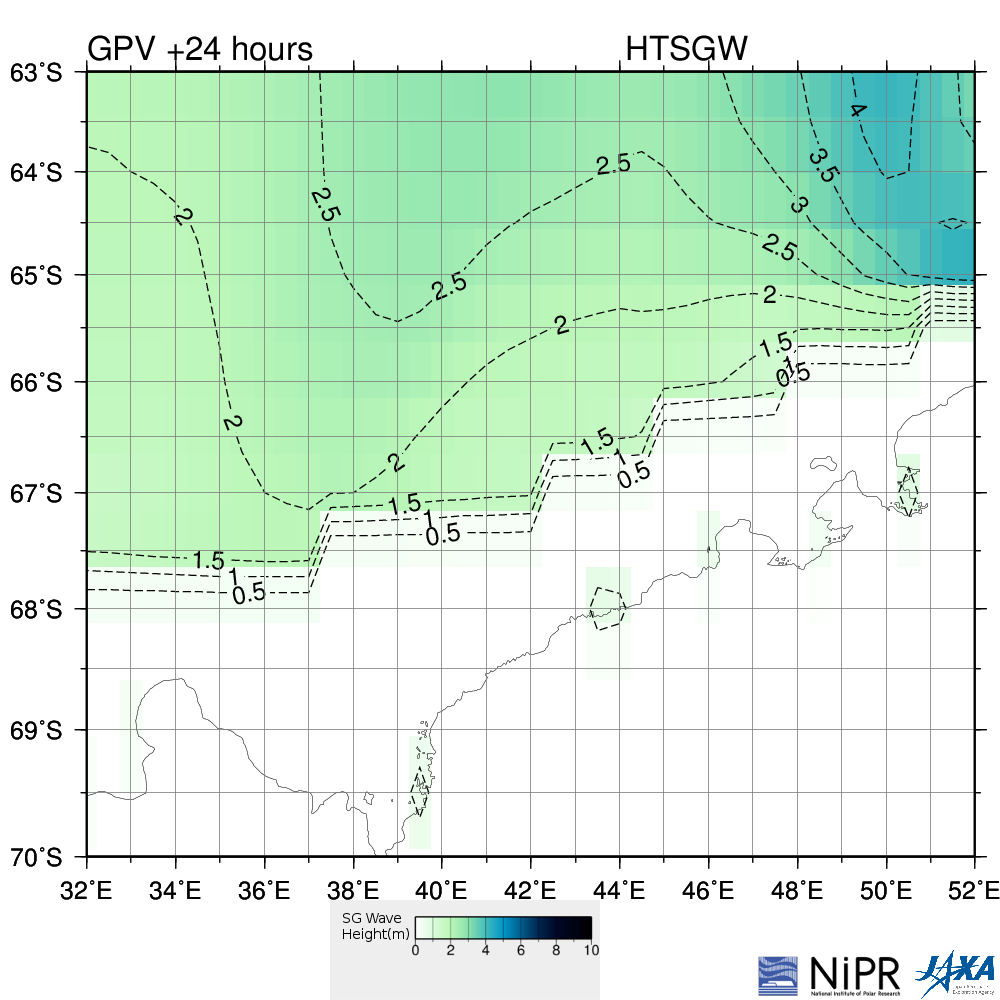 GPV +24 hours HTSGW
63°S
64°S
65°S
66°S
67°S
68°S
69°S
70°S
4
3.5
2.5
3
2.5
2
2.5
2.5
2
2
1.5
1
0.5
2
2
1.5
1
0.5
1.5
1
0.5
1.5
1
0.5
32°E 34°E 36°E 38°E 40°E 42°E 44°E 46°E 48°E 50°E 52°E
SG Wave
Height(m)
0 2 4 6 8 10
NiPR
National Institute of Polar Research
JAXA
Japan Aerospace
Exploration Agency